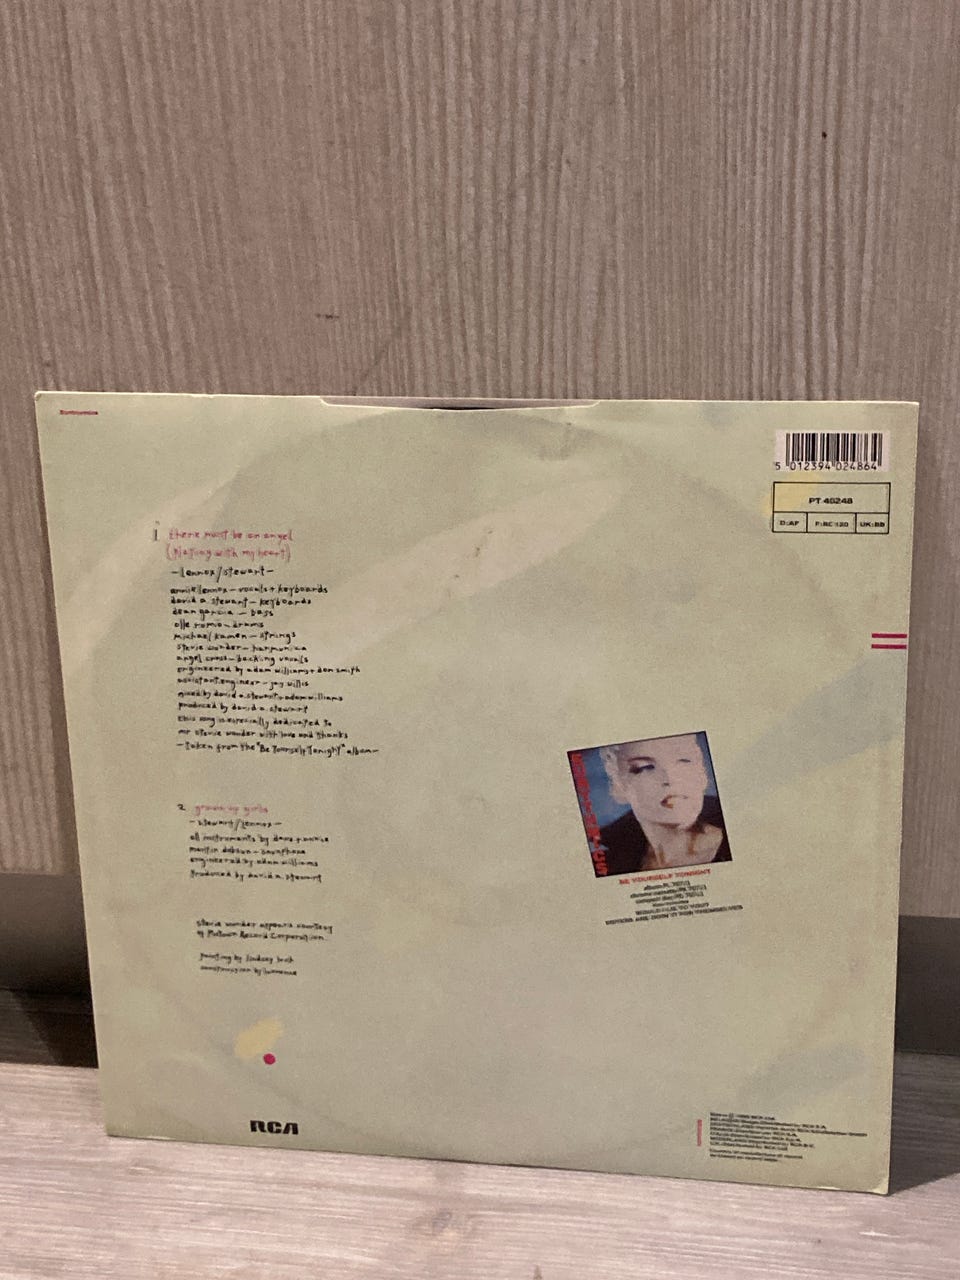 Eurythmics
5 012394 024864
PT 40248
D:AF F:RC 120 UK:BB
1 there must be an angel
(playing with my heart)
-lennox/stewart-
annie lennox - vocals + keyboards
david a. stewart - keyboards
dean garcia - bass
olle romo - drums
michael kamen - strings
stevie wonder - harmonica
angel cross - backing vocals
engineered by adam williams + don smith
assistant engineer - jay willis
mixed by david a. stewart + adam williams
produced by david a. stewart
this song is especially dedicated to
mr stevie wonder with love and thanks
-taken from the "Be Yourself Tonight" album-
2 grown up girls
-stewart/lennox-
all instruments by dave + annie
martin dobson - saxophone
engineered by adam williams
produced by david a. stewart
stevie wonder appears courtesy
of Motown Record Corporation.
painting by
construction by laurence
EURYTHMICS
BE YOURSELF TONIGHT
RCA